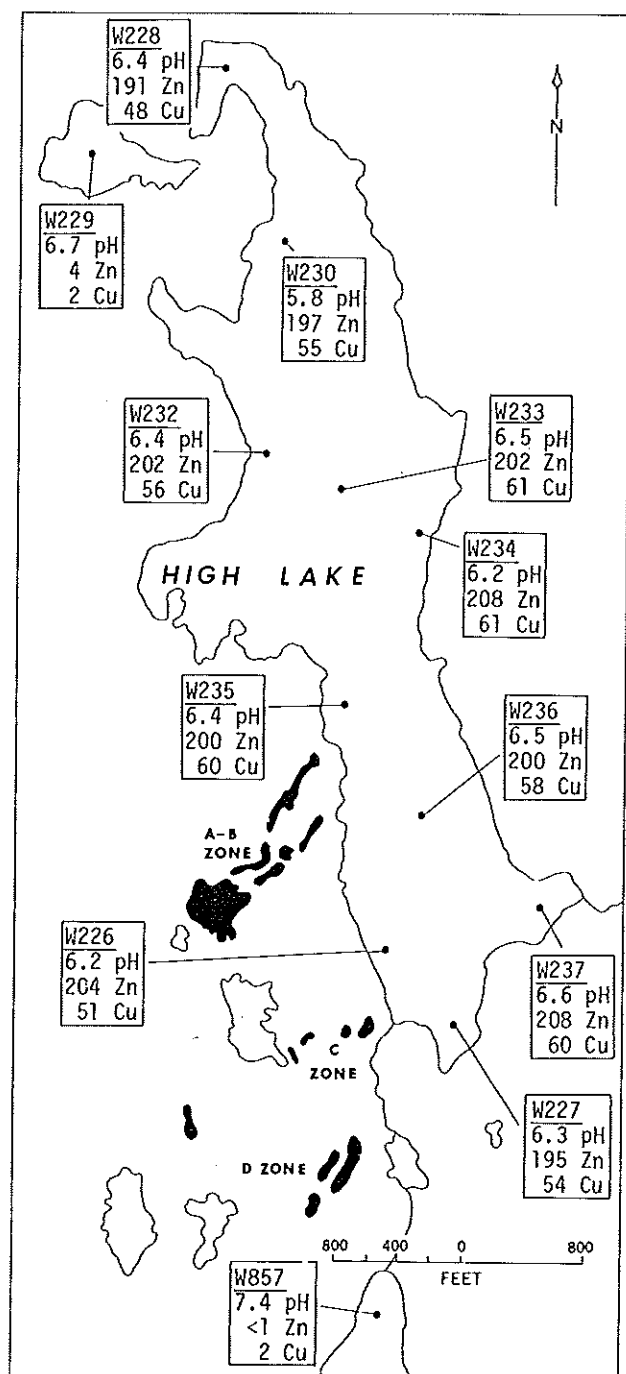 W228
6.4 pH
191 Zn
48 Cu
N
W229
6.7 pH
4 Zn
2 Cu
W230
5.8 pH
197 Zn
55 Cu
W232
6.4 pH
202 Zn
56 Cu
W233
6.5 pH
202 Zn
61 Cu
W234
6.2 pH
208 Zn
61 Cu
HIGH LAKE
W235
6.4 pH
200 Zn
60 Cu
W236
6.5 pH
200 Zn
58 Cu
A-B
ZONE
W226
6.2 pH
204 Zn
51 Cu
W237
6.6 pH
208 Zn
60 Cu
C
ZONE
W227
6.3 pH
195 Zn
54 Cu
D ZONE
800 400 0 800
FEET
W857
7.4 pH
<1 Zn
2 Cu